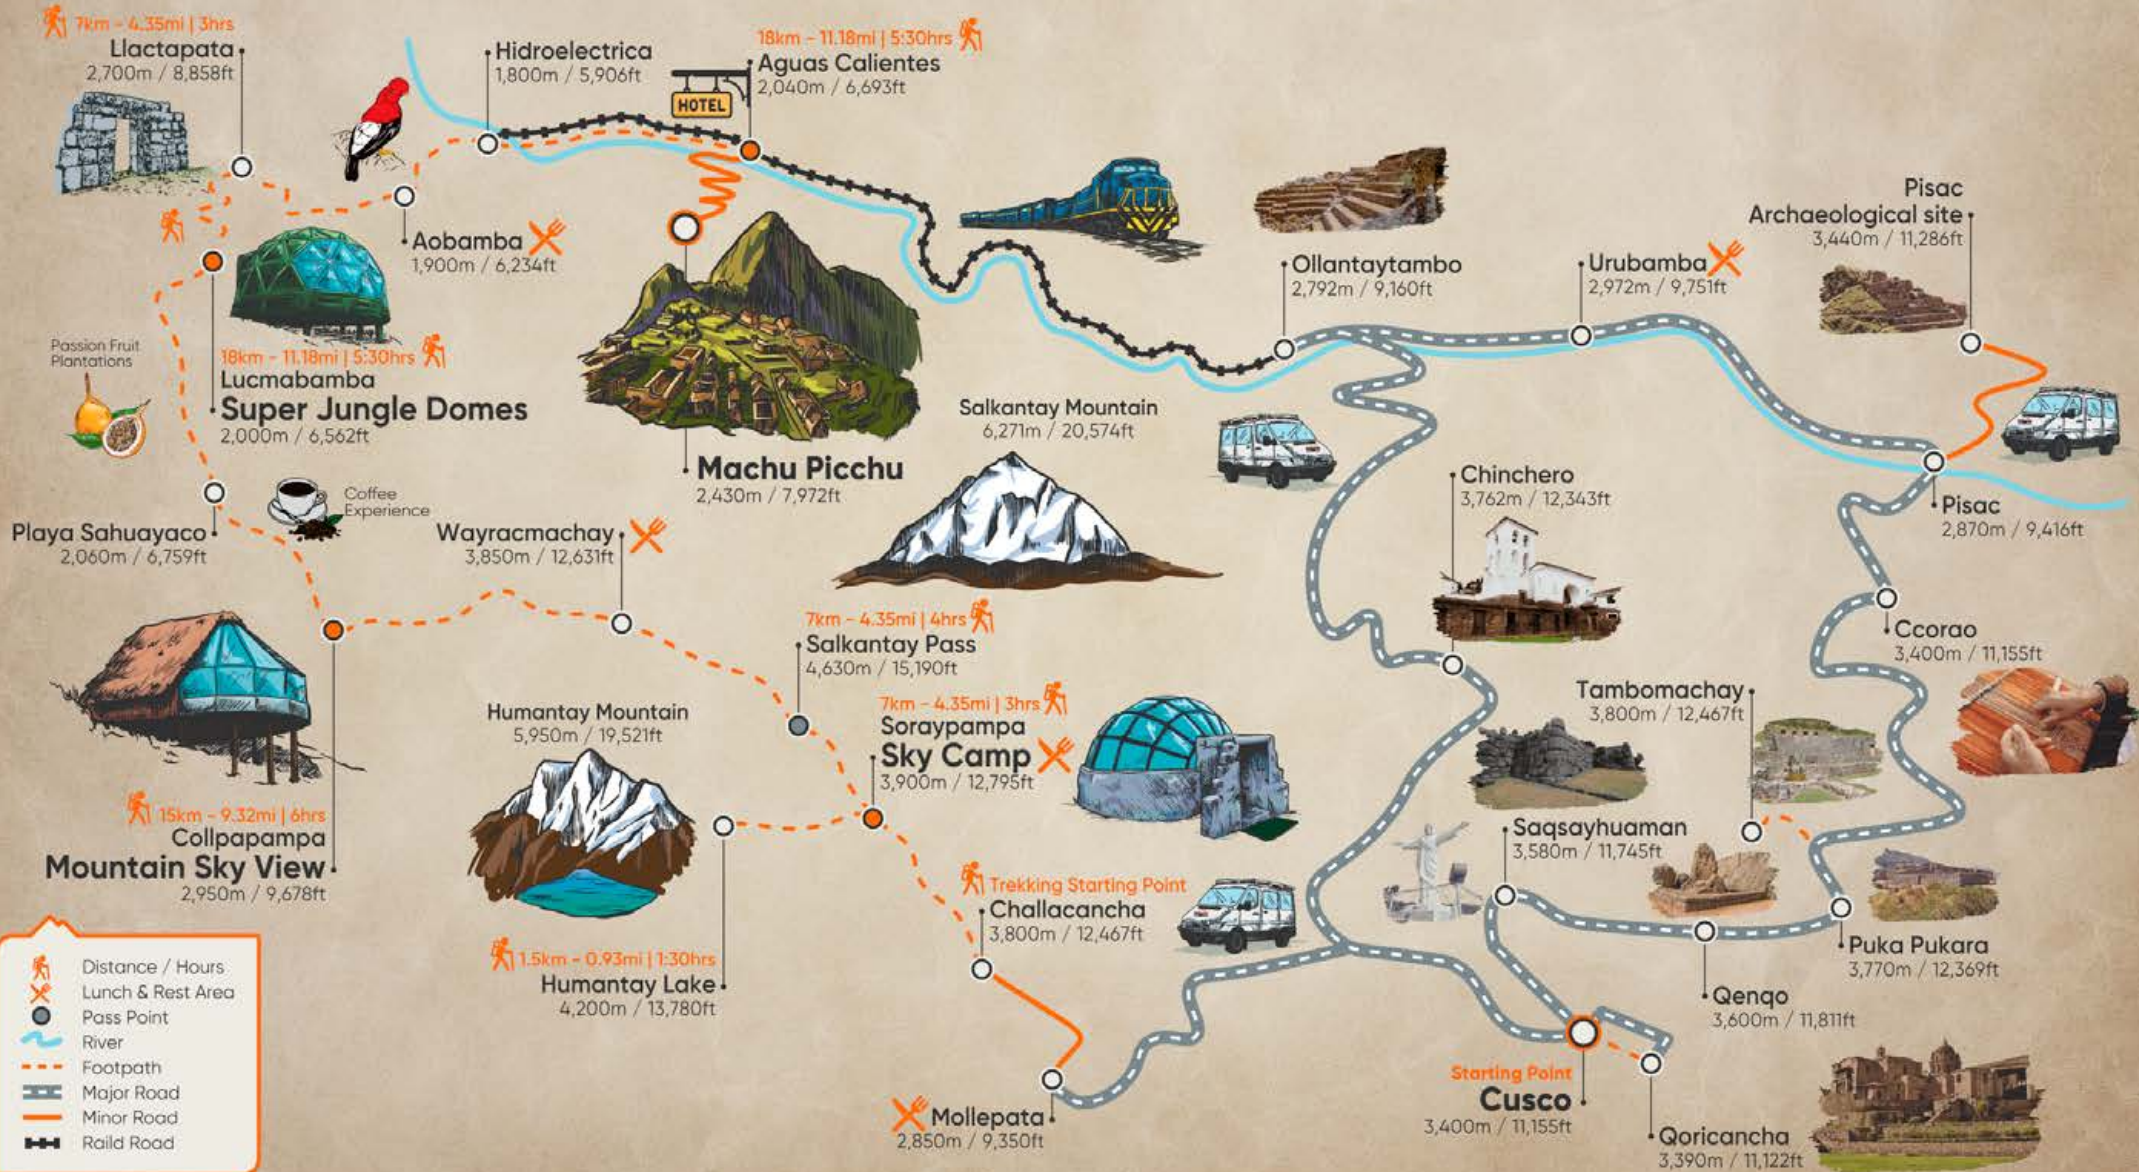 7km - 4.35mi | 3hrs
Llactapata
2,700m / 8,858ft
Hidroelectrica
1,800m / 5,906ft
HOTEL
18km - 11.18mi | 5:30hrs
Aguas Calientes
2,040m / 6,693ft
Aobamba
1,900m / 6,234ft
Passion Fruit
Plantations
18km - 11.18mi | 5:30hrs
Lucmabamba
Super Jungle Domes
2,000m / 6,562ft
Machu Picchu
2,430m / 7,972ft
Ollantaytambo
2,792m / 9,160ft
Urubamba
2,972m / 9,751ft
Pisac
Archaeological site
3,440m / 11,286ft
Salkantay Mountain
6,271m / 20,574ft
Chinchero
3,762m / 12,343ft
Pisac
2,870m / 9,416ft
Playa Sahuayaco
2,060m / 6,759ft
Coffee
Experience
Wayracmachay
3,850m / 12,631ft
7km - 4.35mi | 4hrs
Salkantay Pass
4,630m / 15,190ft
Ccorao
3,400m / 11,155ft
Humantay Mountain
5,950m / 19,521ft
7km - 4.35mi | 3hrs
Soraypampa
Sky Camp
3,900m / 12,795ft
Tambomachay
3,800m / 12,467ft
15km - 9.32mi | 6hrs
Collpapampa
Mountain Sky View
2,950m / 9,678ft
Saqsayhuaman
3,580m / 11,745ft
Trekking Starting Point
Challacancha
3,800m / 12,467ft
1.5km - 0.93mi | 1:30hrs
Humantay Lake
4,200m / 13,780ft
Puka Pukara
3,770m / 12,369ft
Qenqo
3,600m / 11,811ft
Starting Point
Cusco
3,400m / 11,155ft
Mollepata
2,850m / 9,350ft
Qoricancha
3,390m / 11,122ft
Distance / Hours
Lunch & Rest Area
Pass Point
River
Footpath
Major Road
Minor Road
Raild Road